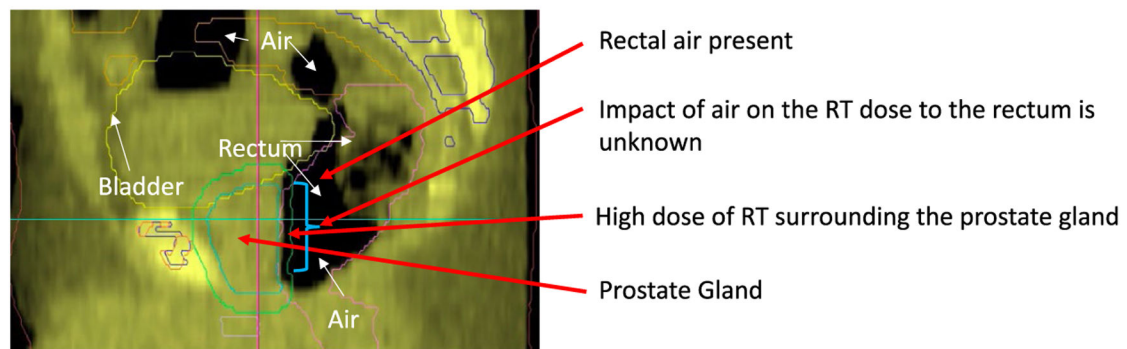 Air
Rectum
Bladder
Air
Rectal air present
Impact of air on the RT dose to the rectum is
unknown
High dose of RT surrounding the prostate gland
Prostate Gland